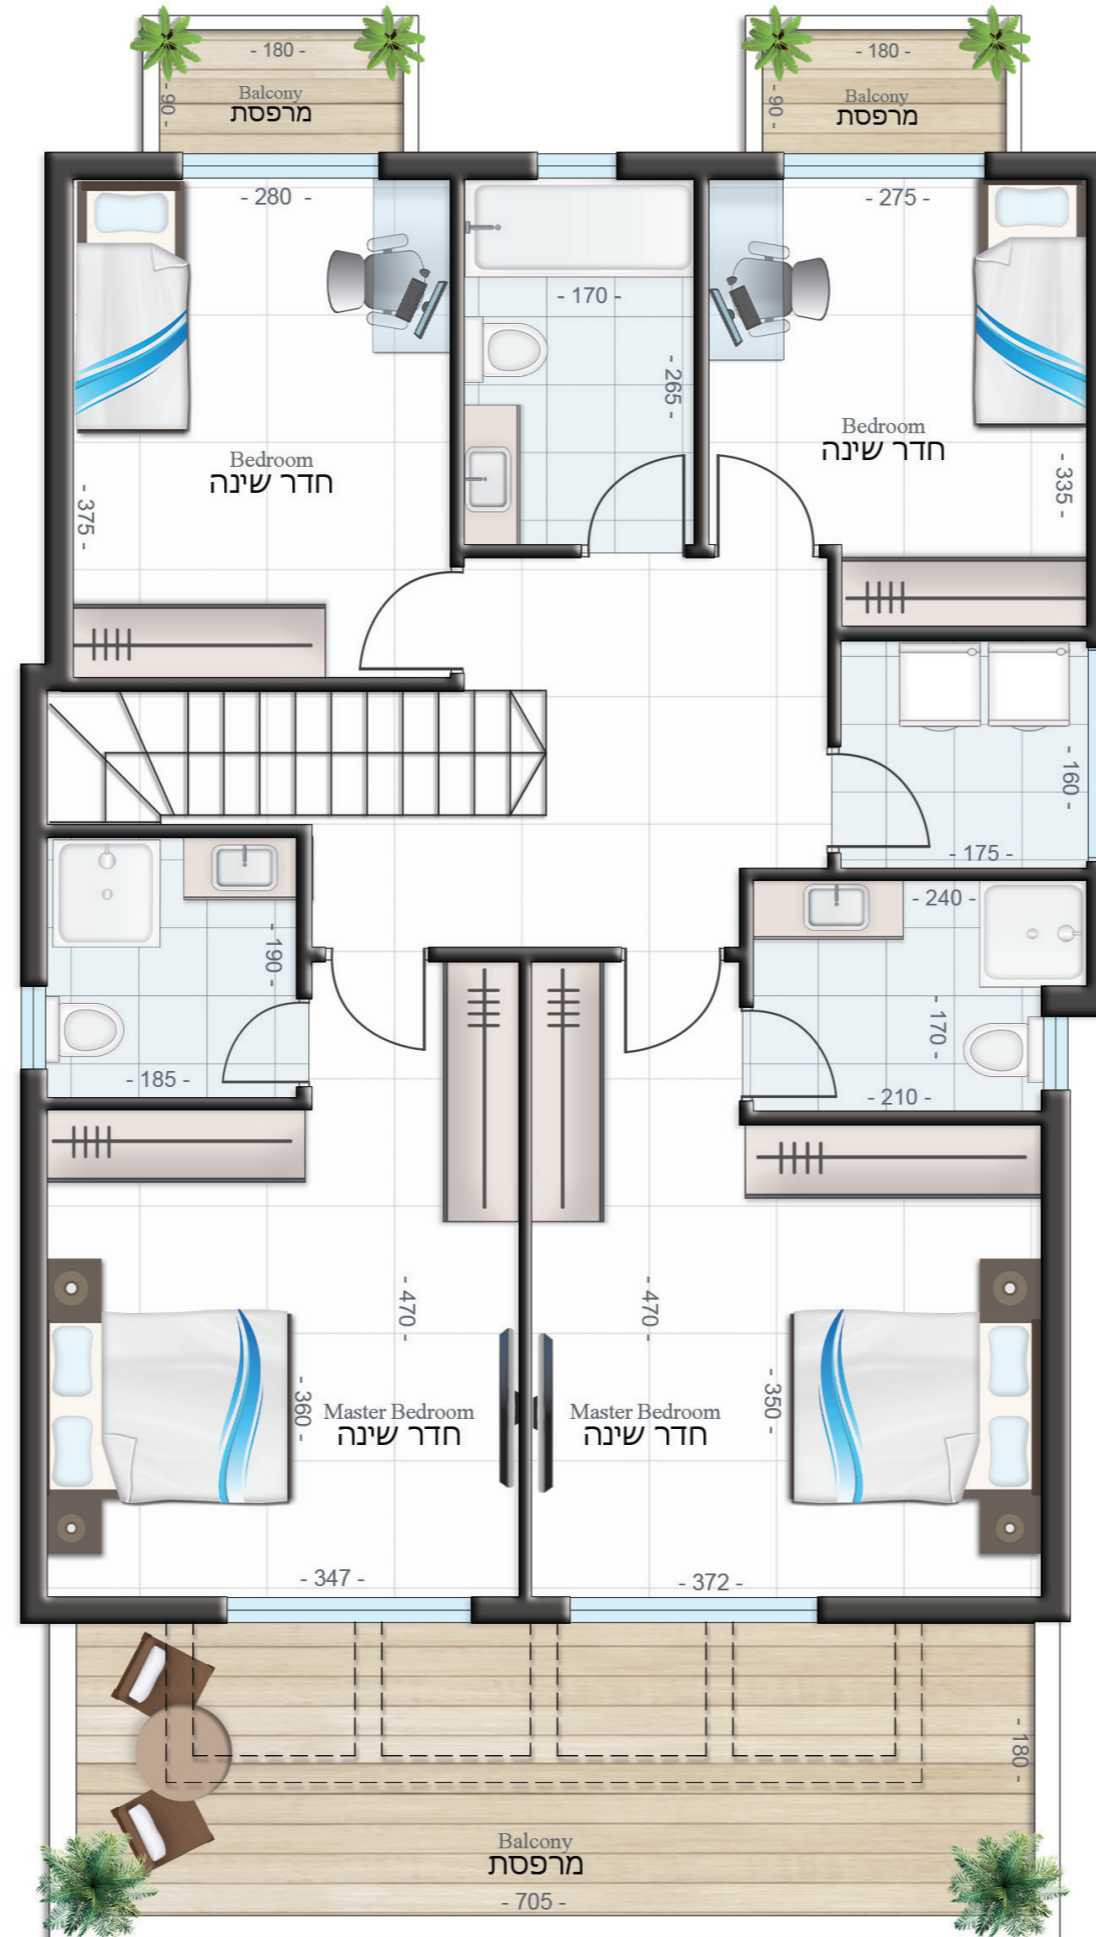 - 180 -
- 180 -
- 90 -
Balcony
מרפסת
- 90 -
Balcony
מרפסת
- 280 -
- 275 -
- 170 -
- 265 -
Bedroom
חדר שינה
Bedroom
חדר שינה
- 375 -
- 335 -
- 160 -
- 175 -
- 240 -
- 190 -
- 170 -
- 185 -
- 210 -
- 470 -
- 470 -
- 360 -
- 350 -
Master Bedroom
חדר שינה
Master Bedroom
חדר שינה
- 347 -
- 372 -
- 180 -
Balcony
מרפסת
- 705 -